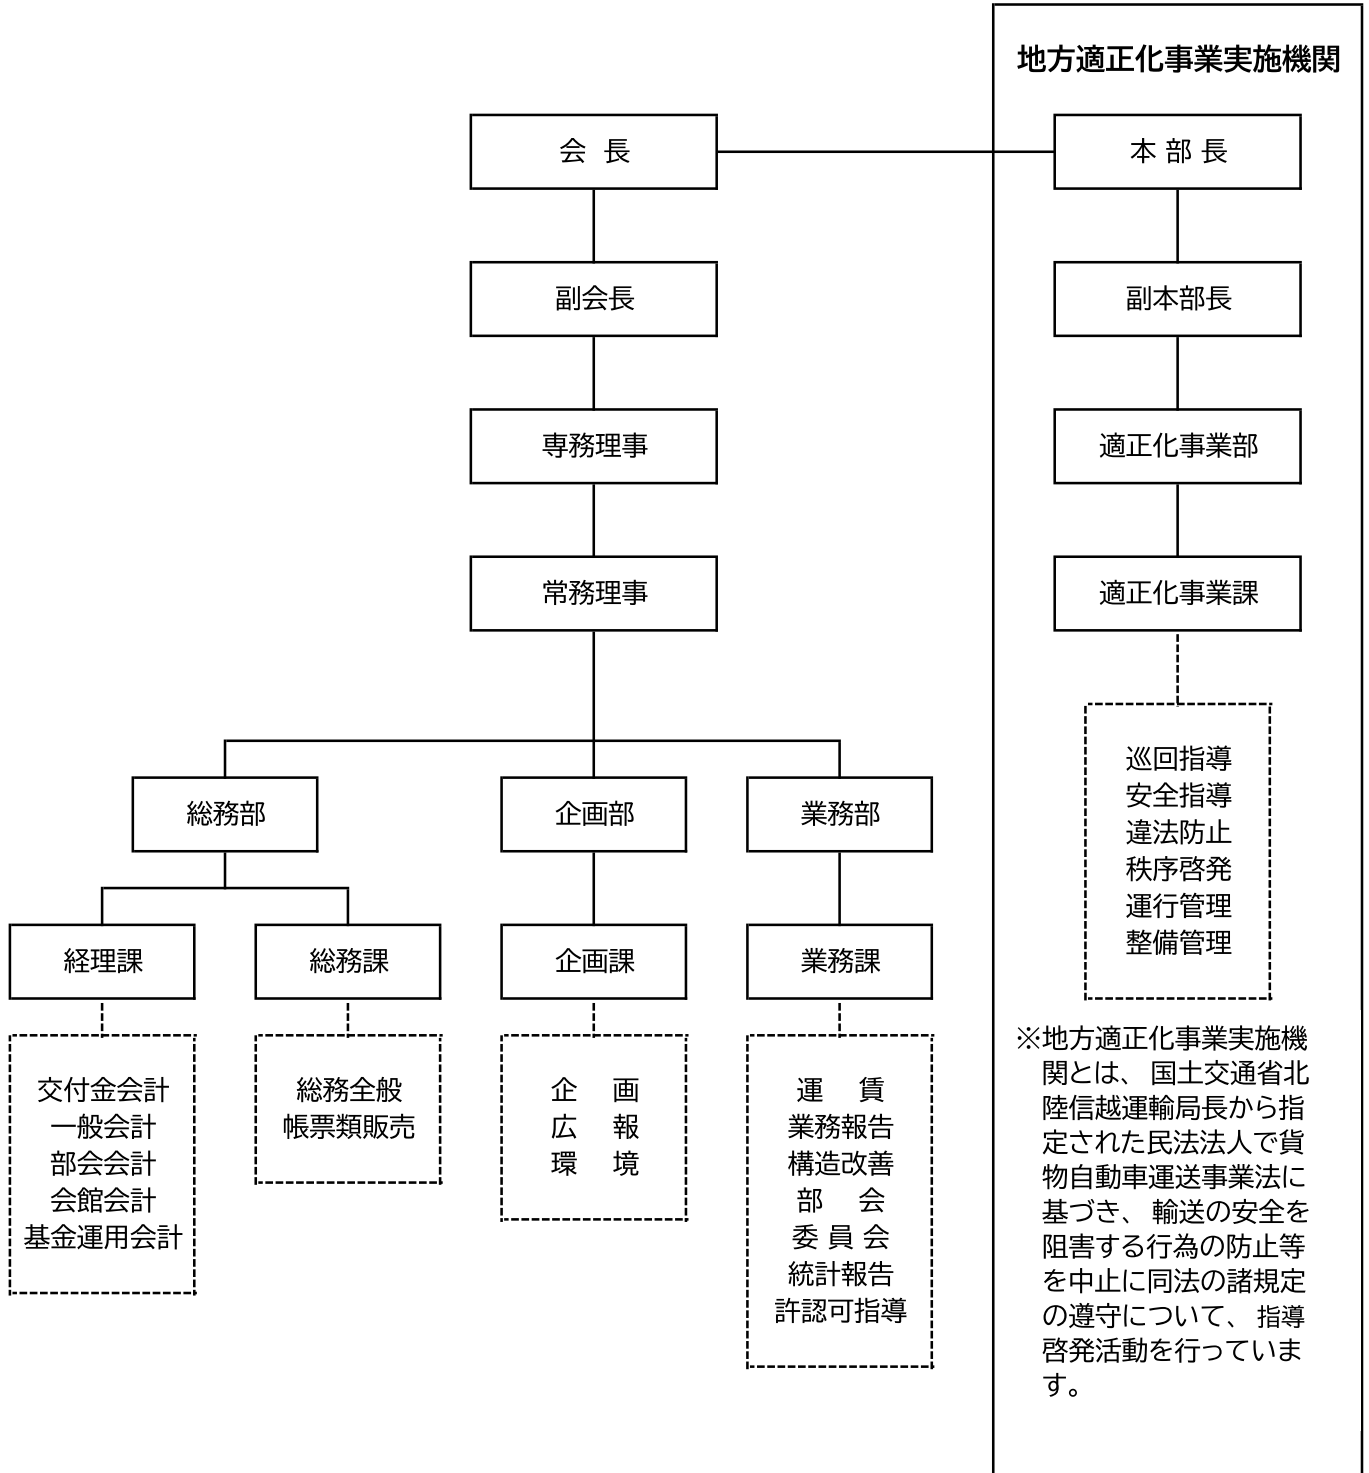 地方適正化事業実施機関
会 長
本 部 長
副会長
副本部長
専務理事
適正化事業部
常務理事
適正化事業課
総務部
企画部
業務部
経理課
総務課
企画課
業務課
交付金会計
一般会計
部会会計
会館会計
基金運用会計
総務全般
帳票類販売
企 画
広 報
環 境
運 賃
業務報告
構造改善
部 会
委 員 会
統計報告
許認可指導
巡回指導
安全指導
違法防止
秩序啓発
運行管理
整備管理
※地方適正化事業実施機
関とは、国土交通省北
陸信越運輸局長から指
定された民法法人で貨
物自動車運送事業法に
基づき、輸送の安全を
阻害する行為の防止等
を中止に同法の諸規定
の遵守について、指導
啓発活動を行っていま
す。